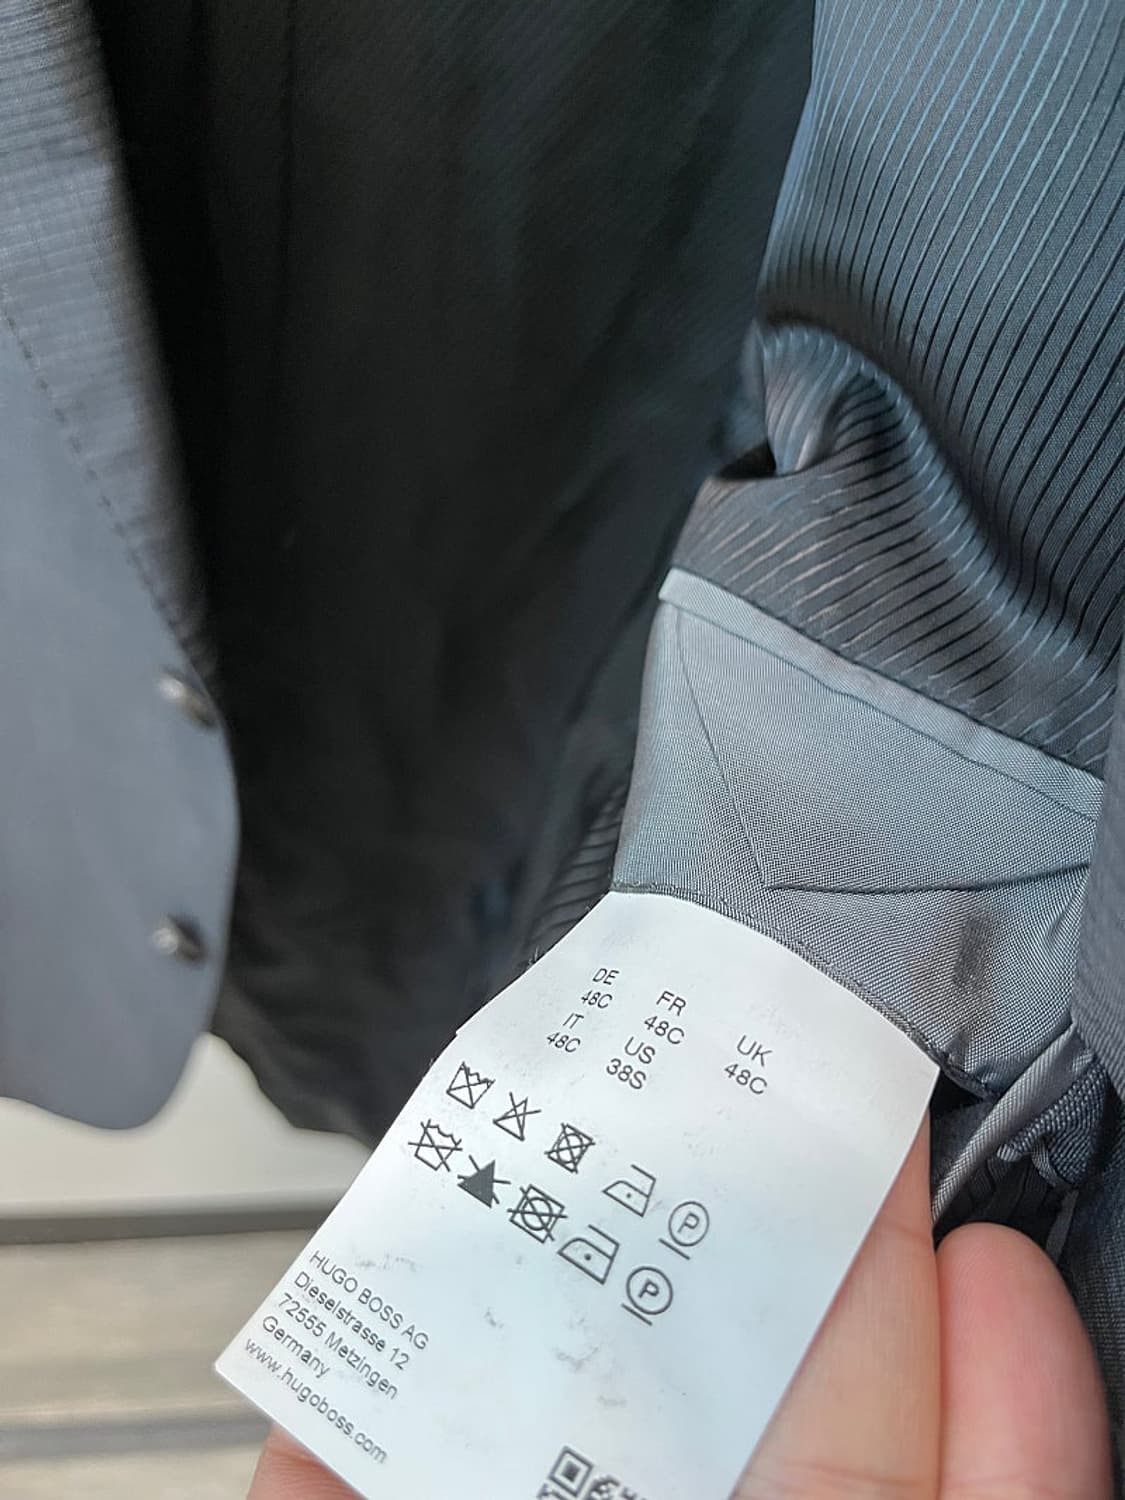 DE
48C
FR
48C
UK
48C
IT
48C
US
38S
P
P
HUGO BOSS AG
Dieselstrasse 12
72555 Metzingen
Germany
www.hugoboss.com